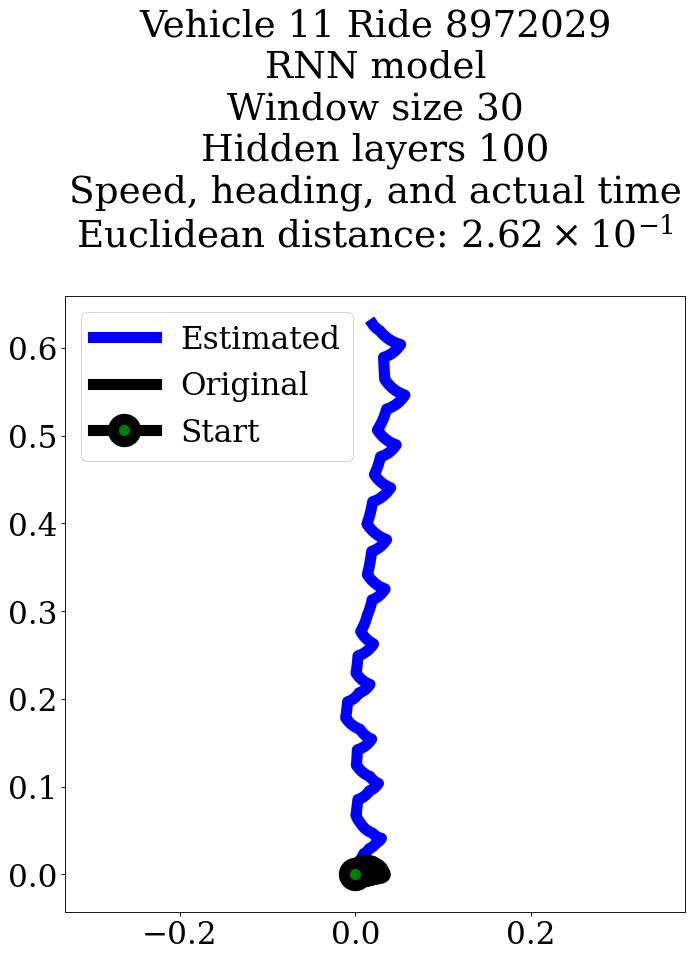 Vehicle 11 Ride 8972029
RNN model
Window size 30
Hidden layers 100
Speed, heading, and actual time
Euclidean distance: 2.62 × 10⁻¹
Estimated
Original
Start
0.6
0.5
0.4
0.3
0.2
0.1
0.0
−0.2 0.0 0.2